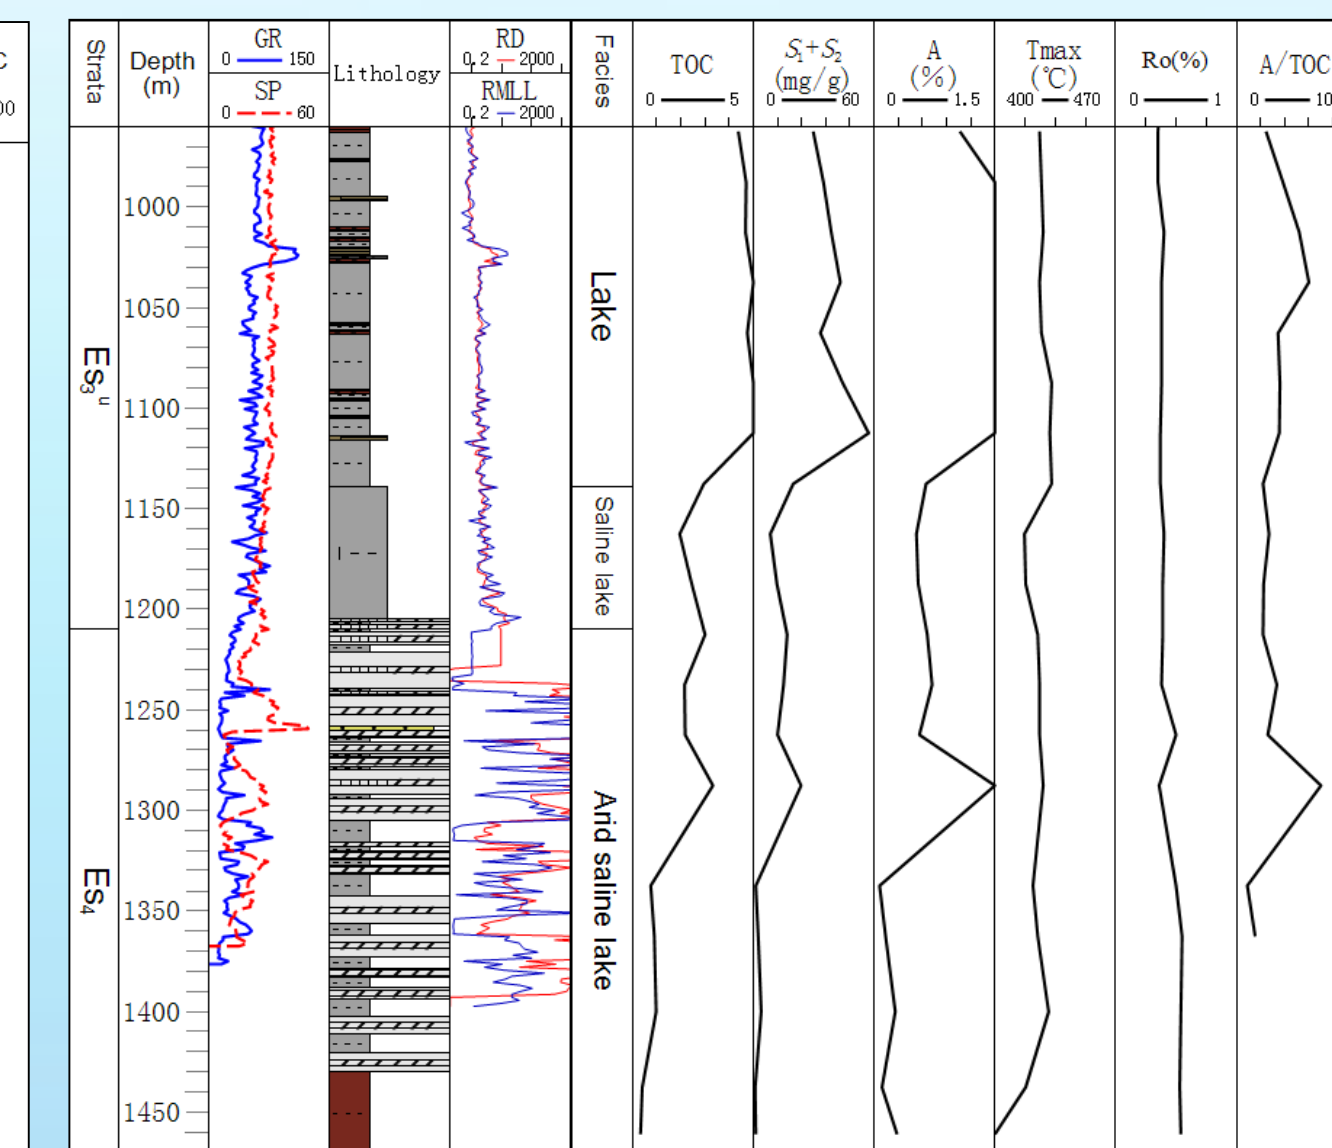 C
00
Strata
Depth
(m)
GR
0 150
SP
0 60
Lithology
RD
0.2 2000
RMLL
0.2 2000
Facies
TOC
0 5
S₁+S₂
(mg/g)
0 60
A
(%)
0 1.5
Tmax
(℃)
400 470
Ro(%)
0 1
A/TOC
0 10
1000
1050
1100
1150
1200
1250
1300
1350
1400
1450
Es₃ᵘ
Es₄
Lake
Saline lake
Arid saline lake